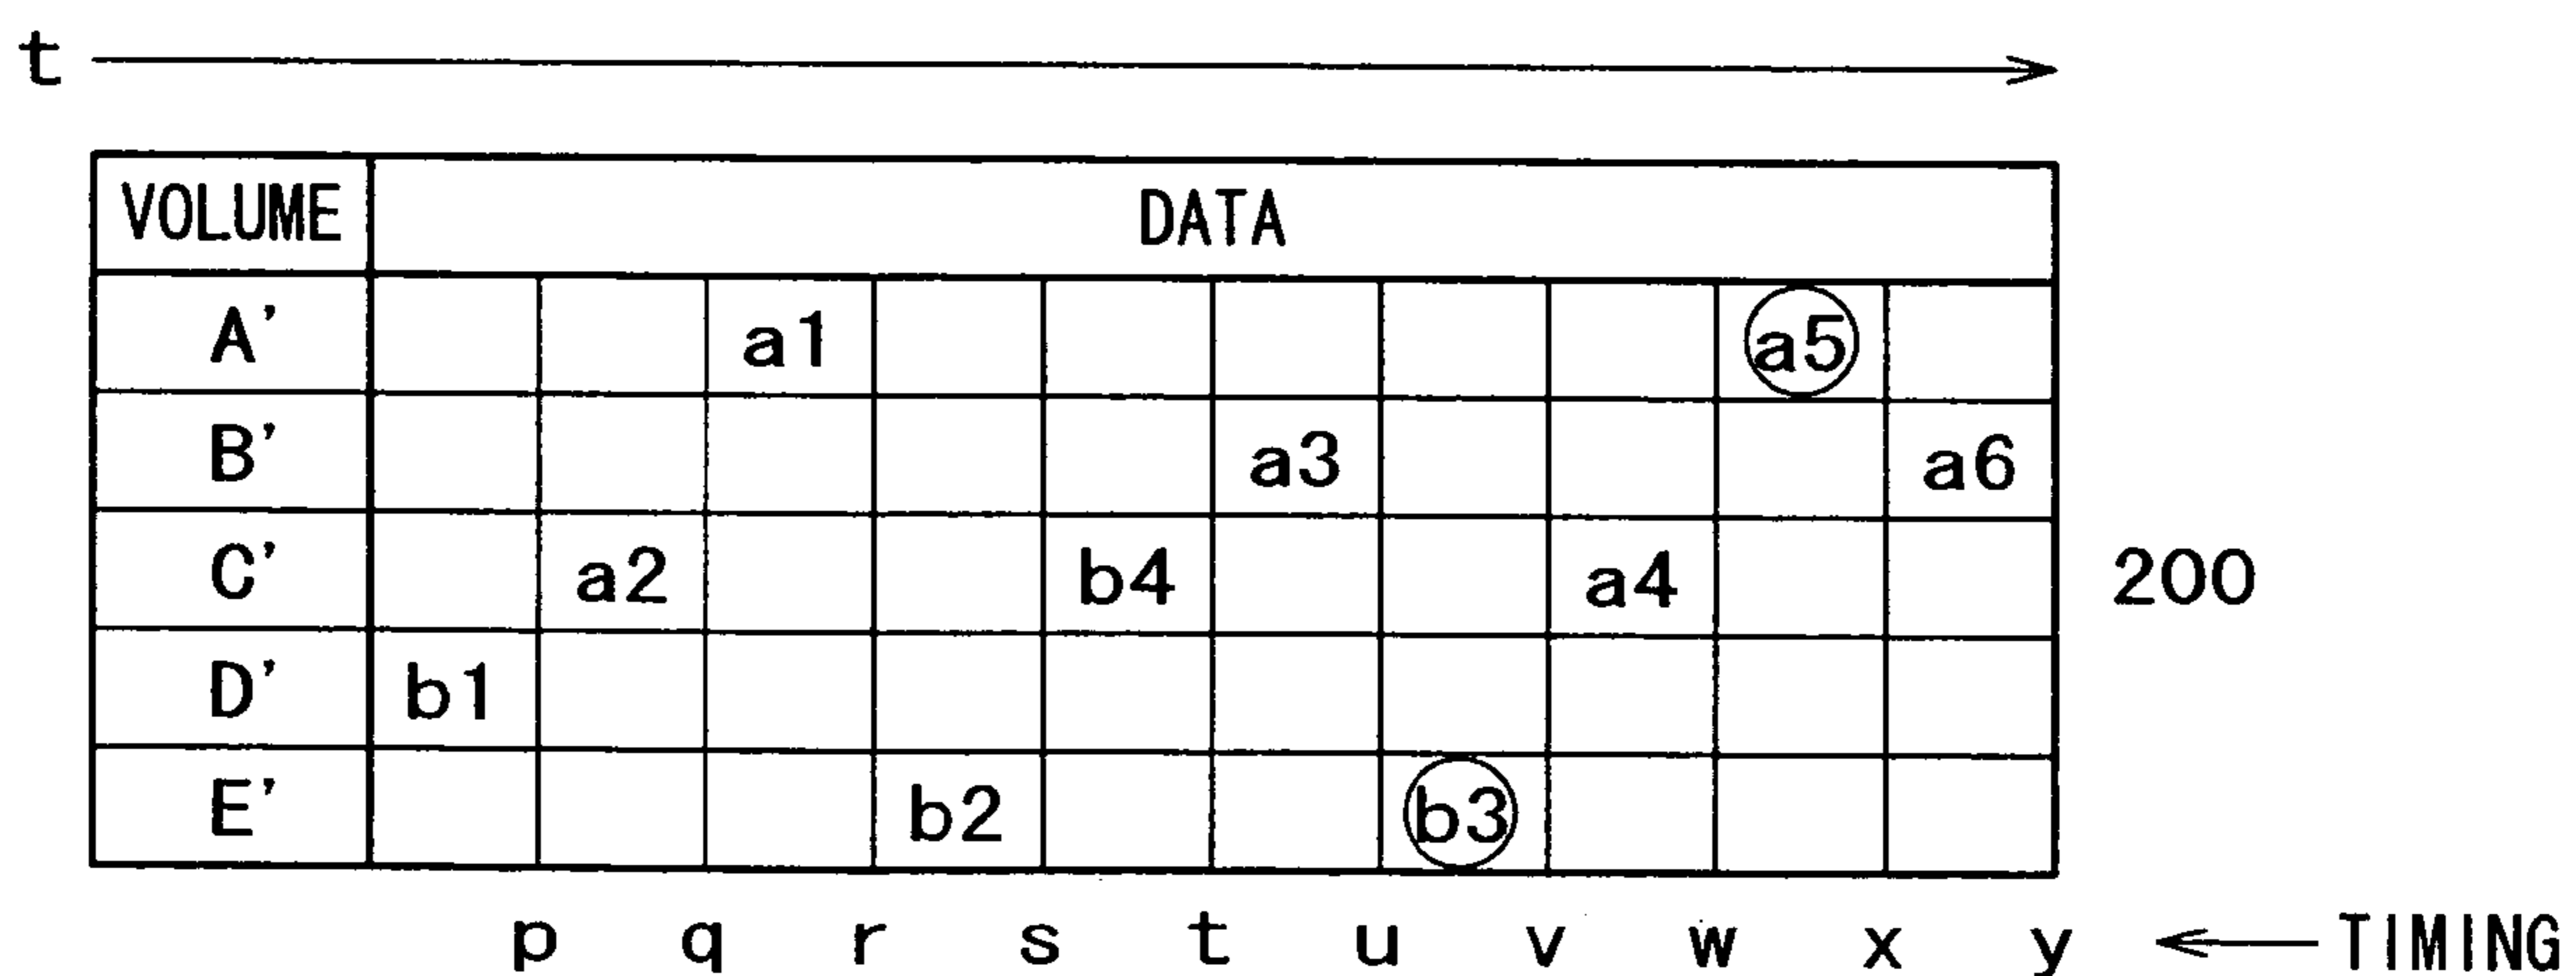 t
VOLUME DATA
A' a1 a5
B' a3 a6
C' a2 b4 a4 200
D' b1
E' b2 b3
p q r s t u v w x y ← TIMING